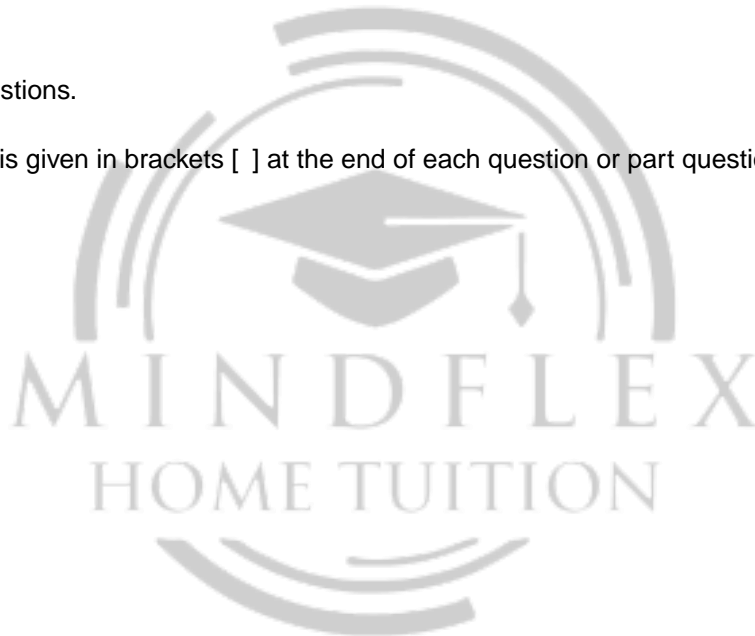 stions.
is given in brackets [ ] at the end of each question or part questi
MINDFLEX
HOME TUITION